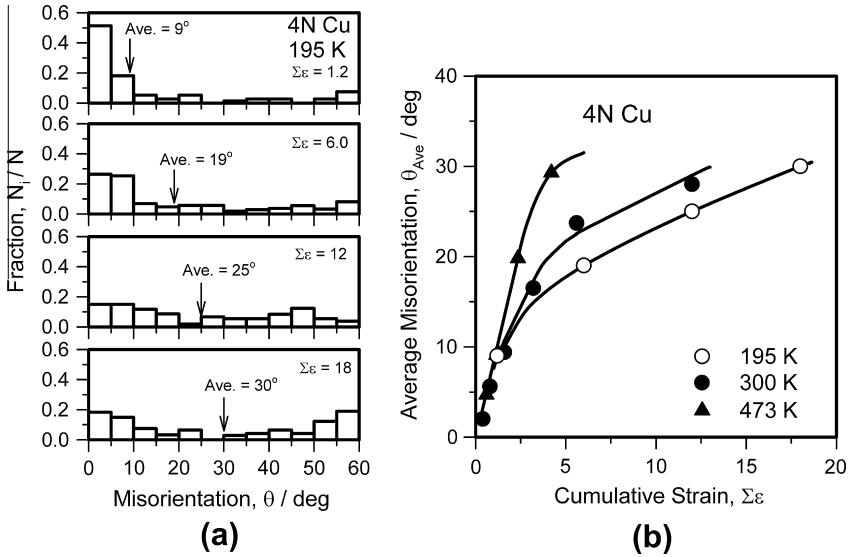 0.6
0.4
0.2
0.0
Ave. = 9°
4N Cu
195 K
Σε = 1.2
0.6
0.4
0.2
0.0
Ave. = 19°
Σε = 6.0
0.6
0.4
0.2
0.0
Ave. = 25°
Σε = 12
0.6
0.4
0.2
0.0
Ave. = 30°
Σε = 18
0 10 20 30 40 50 60
Fraction, Nᵢ / N
Misorientation, θ / deg
(a)
40
30
20
10
0
4N Cu
195 K
300 K
473 K
0 5 10 15 20
Average Misorientation, θAve / deg
Cumulative Strain, Σε
(b)